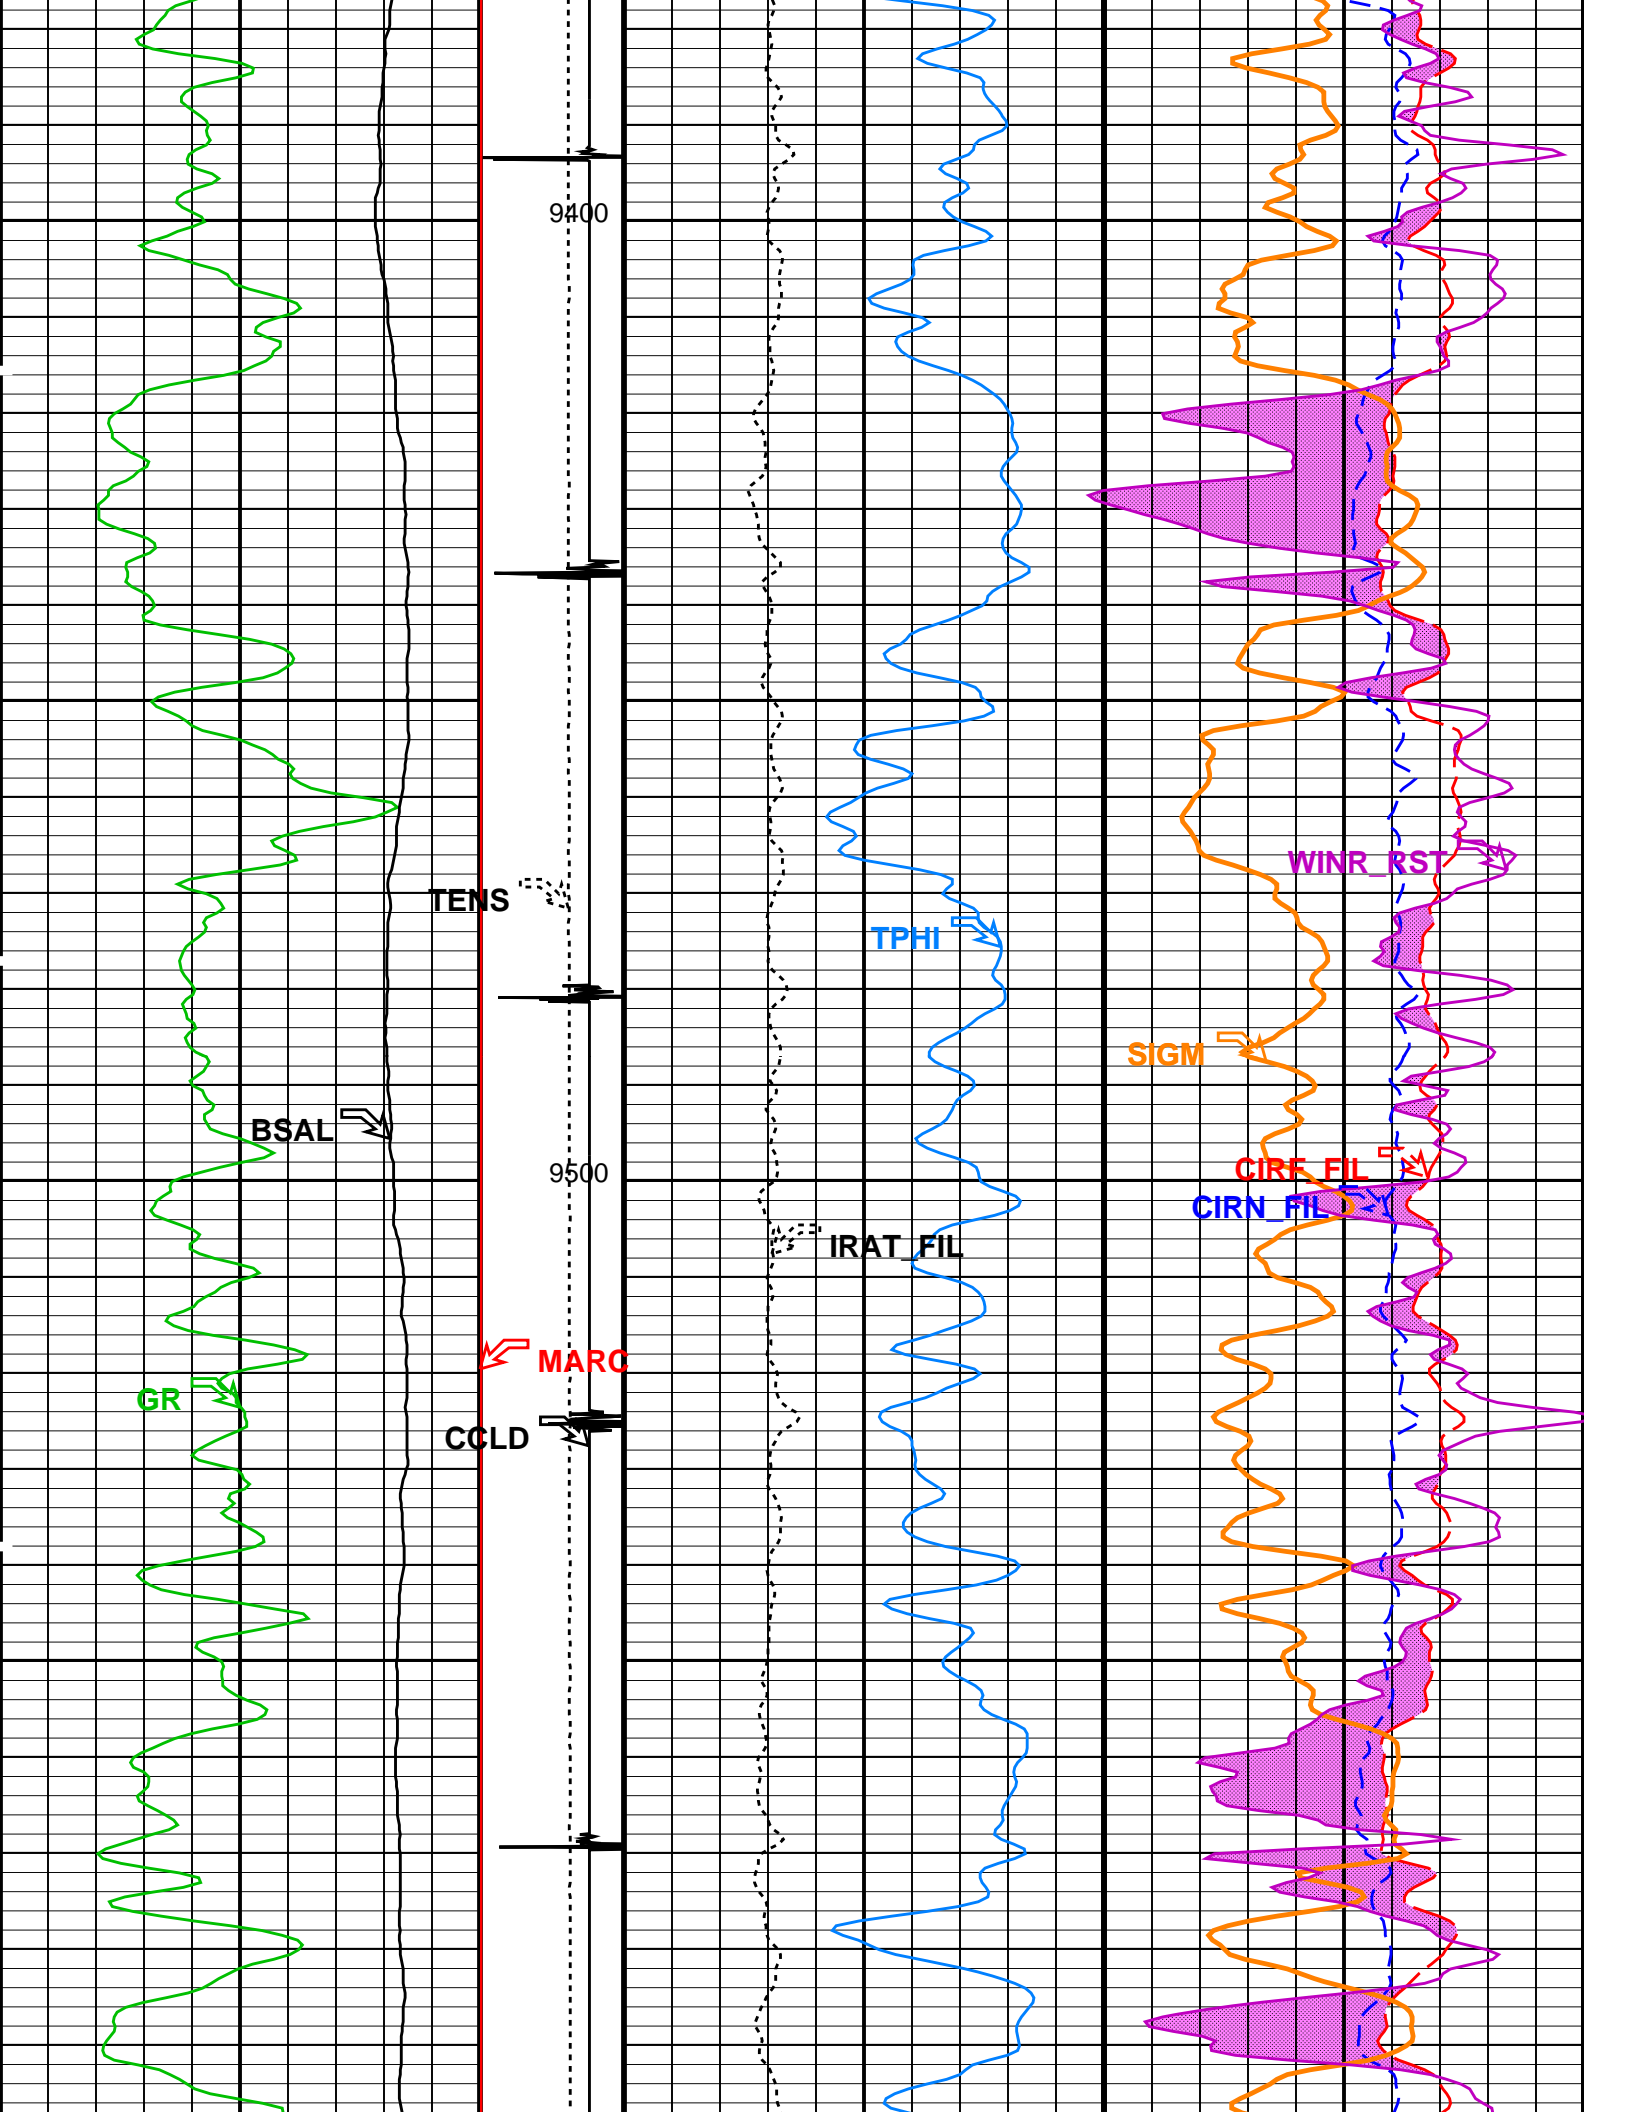 9400
WINR_RST
TENS
TPHI
SIGM
BSAL
9500
CIRF_FIL
CIRN_FIL
IRAT_FIL
MARC
GR
CCLD